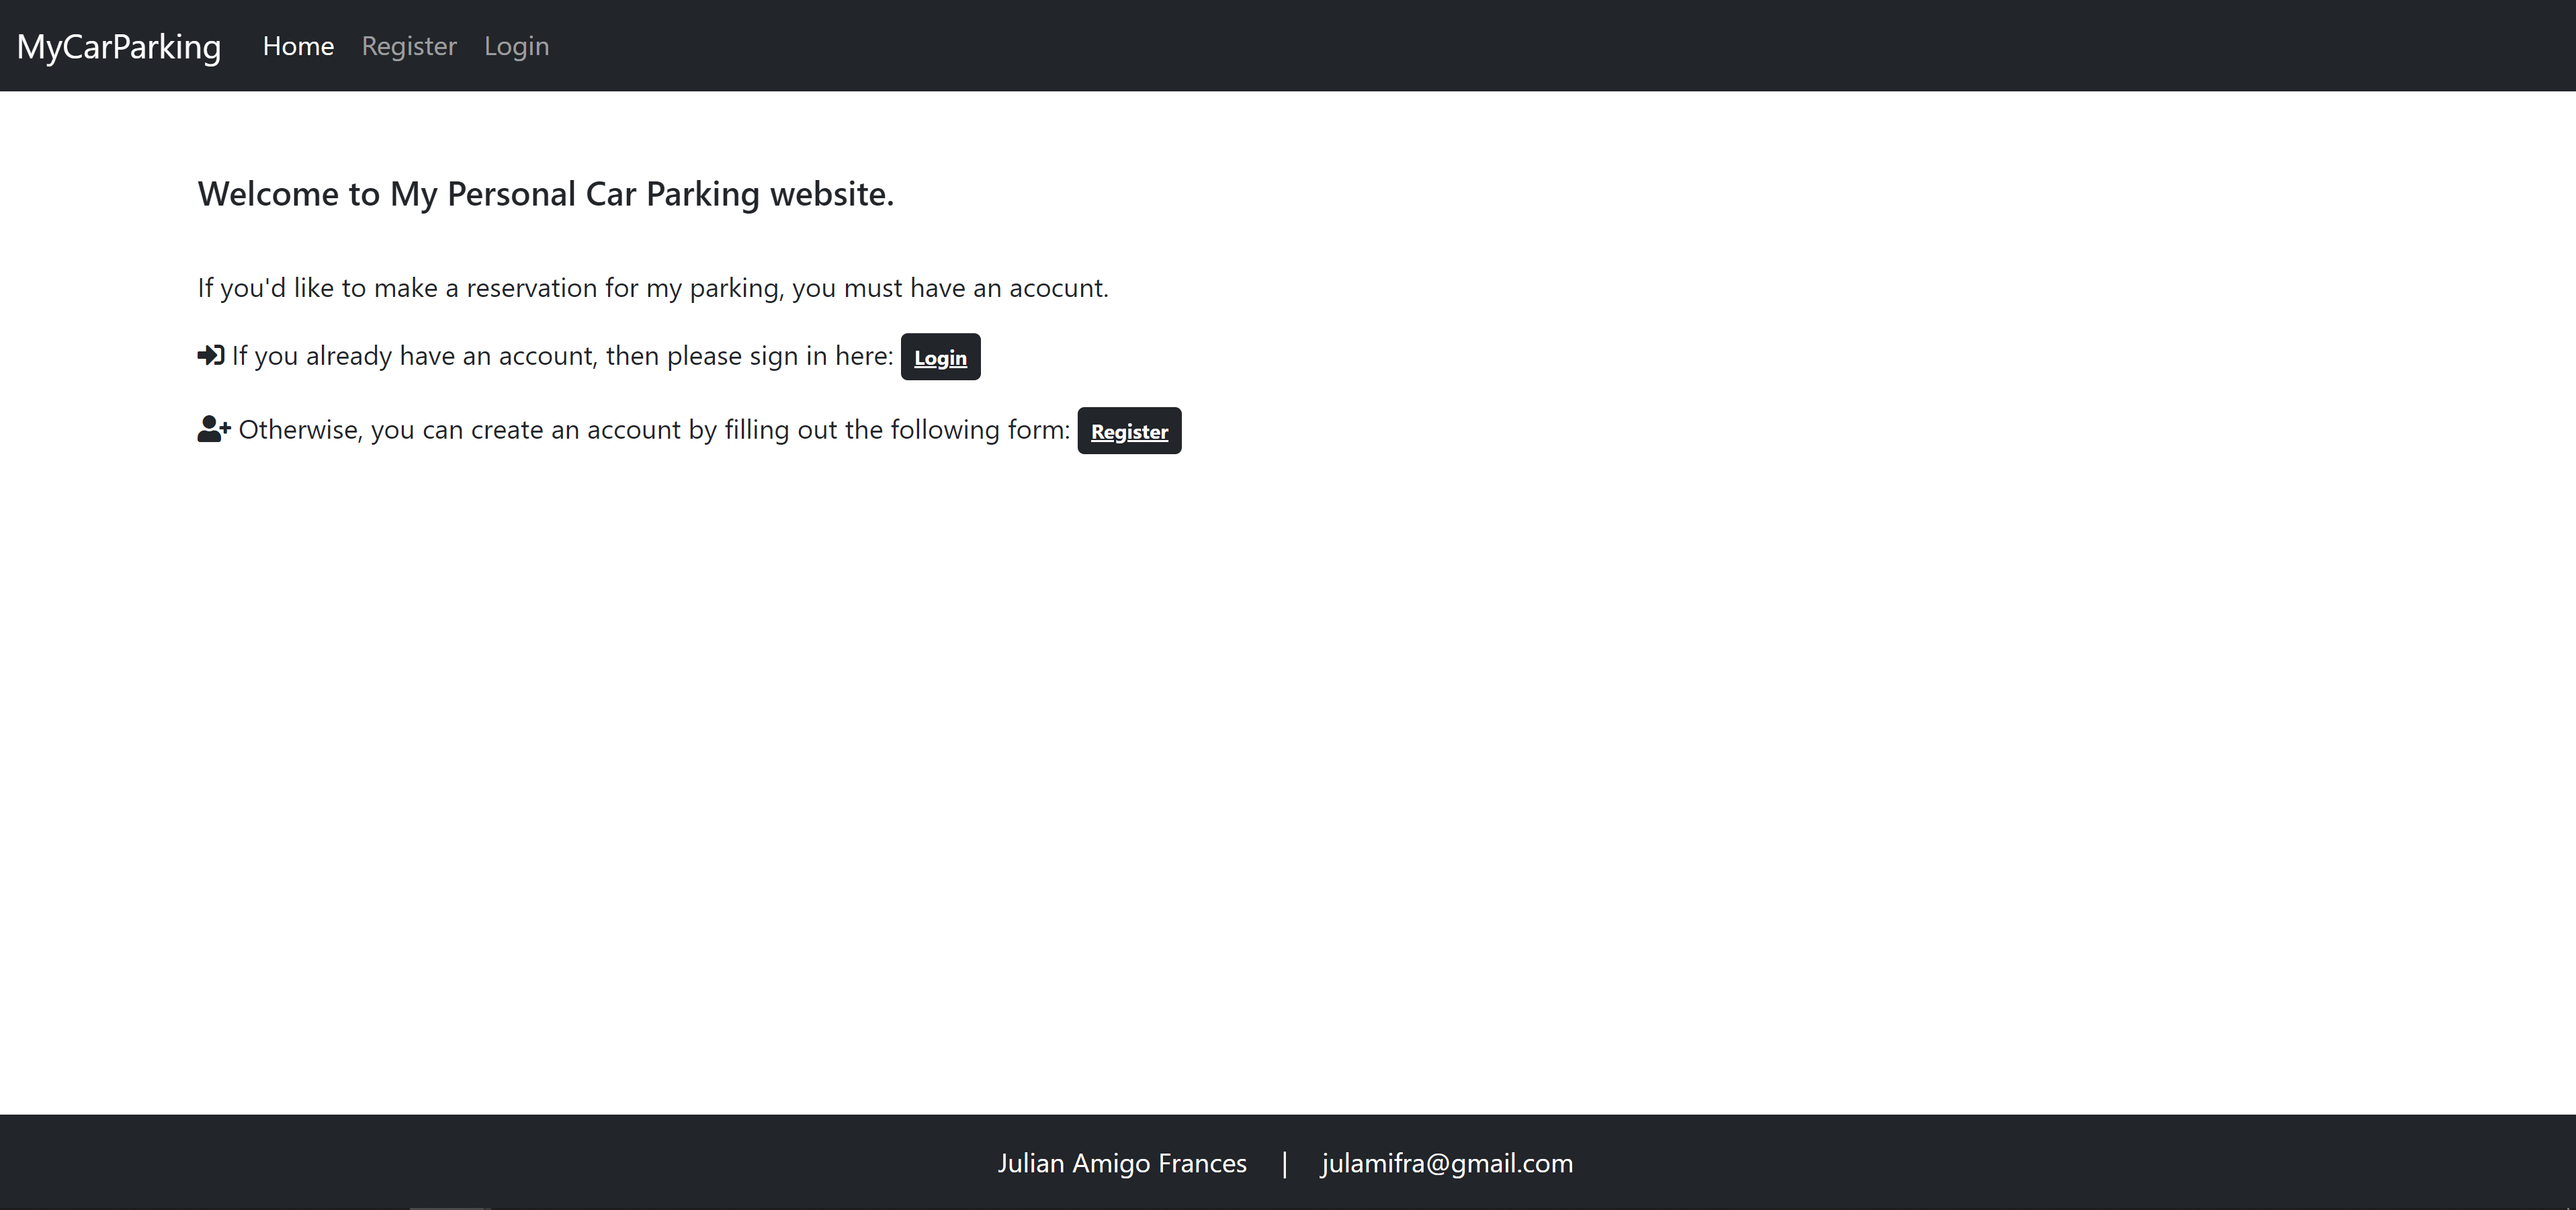 MyCarParking Home Register Login
Welcome to My Personal Car Parking website.
If you'd like to make a reservation for my parking, you must have an acocunt.
If you already have an account, then please sign in here: Login
Otherwise, you can create an account by filling out the following form: Register
Julian Amigo Frances | julamifra@gmail.com